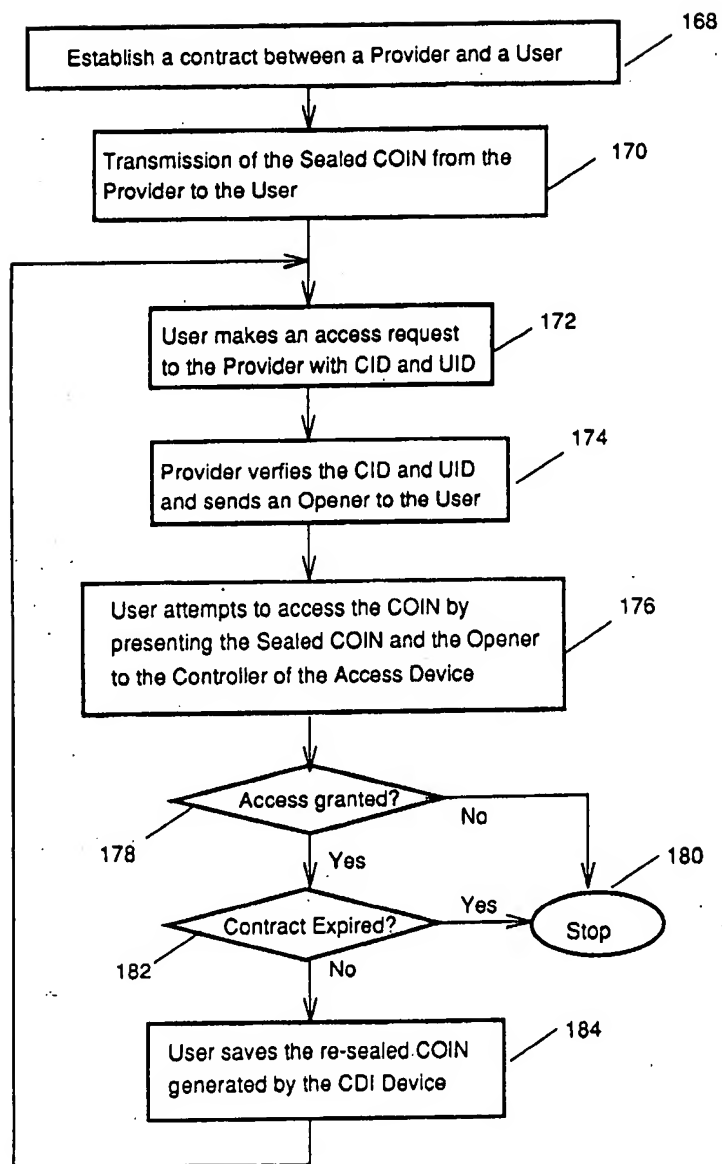 Establish a contract between a Provider and a User
168
Transmission of the Sealed COIN from the
Provider to the User
170
User makes an access request
to the Provider with CID and UID
172
Provider verfies the CID and UID
and sends an Opener to the User
174
User attempts to access the COIN by
presenting the Sealed COIN and the Opener
to the Controller of the Access Device
176
Access granted?
No
178
Yes
180
Contract Expired?
Yes
Stop
182
No
User saves the re-sealed COIN
generated by the CDI Device
184